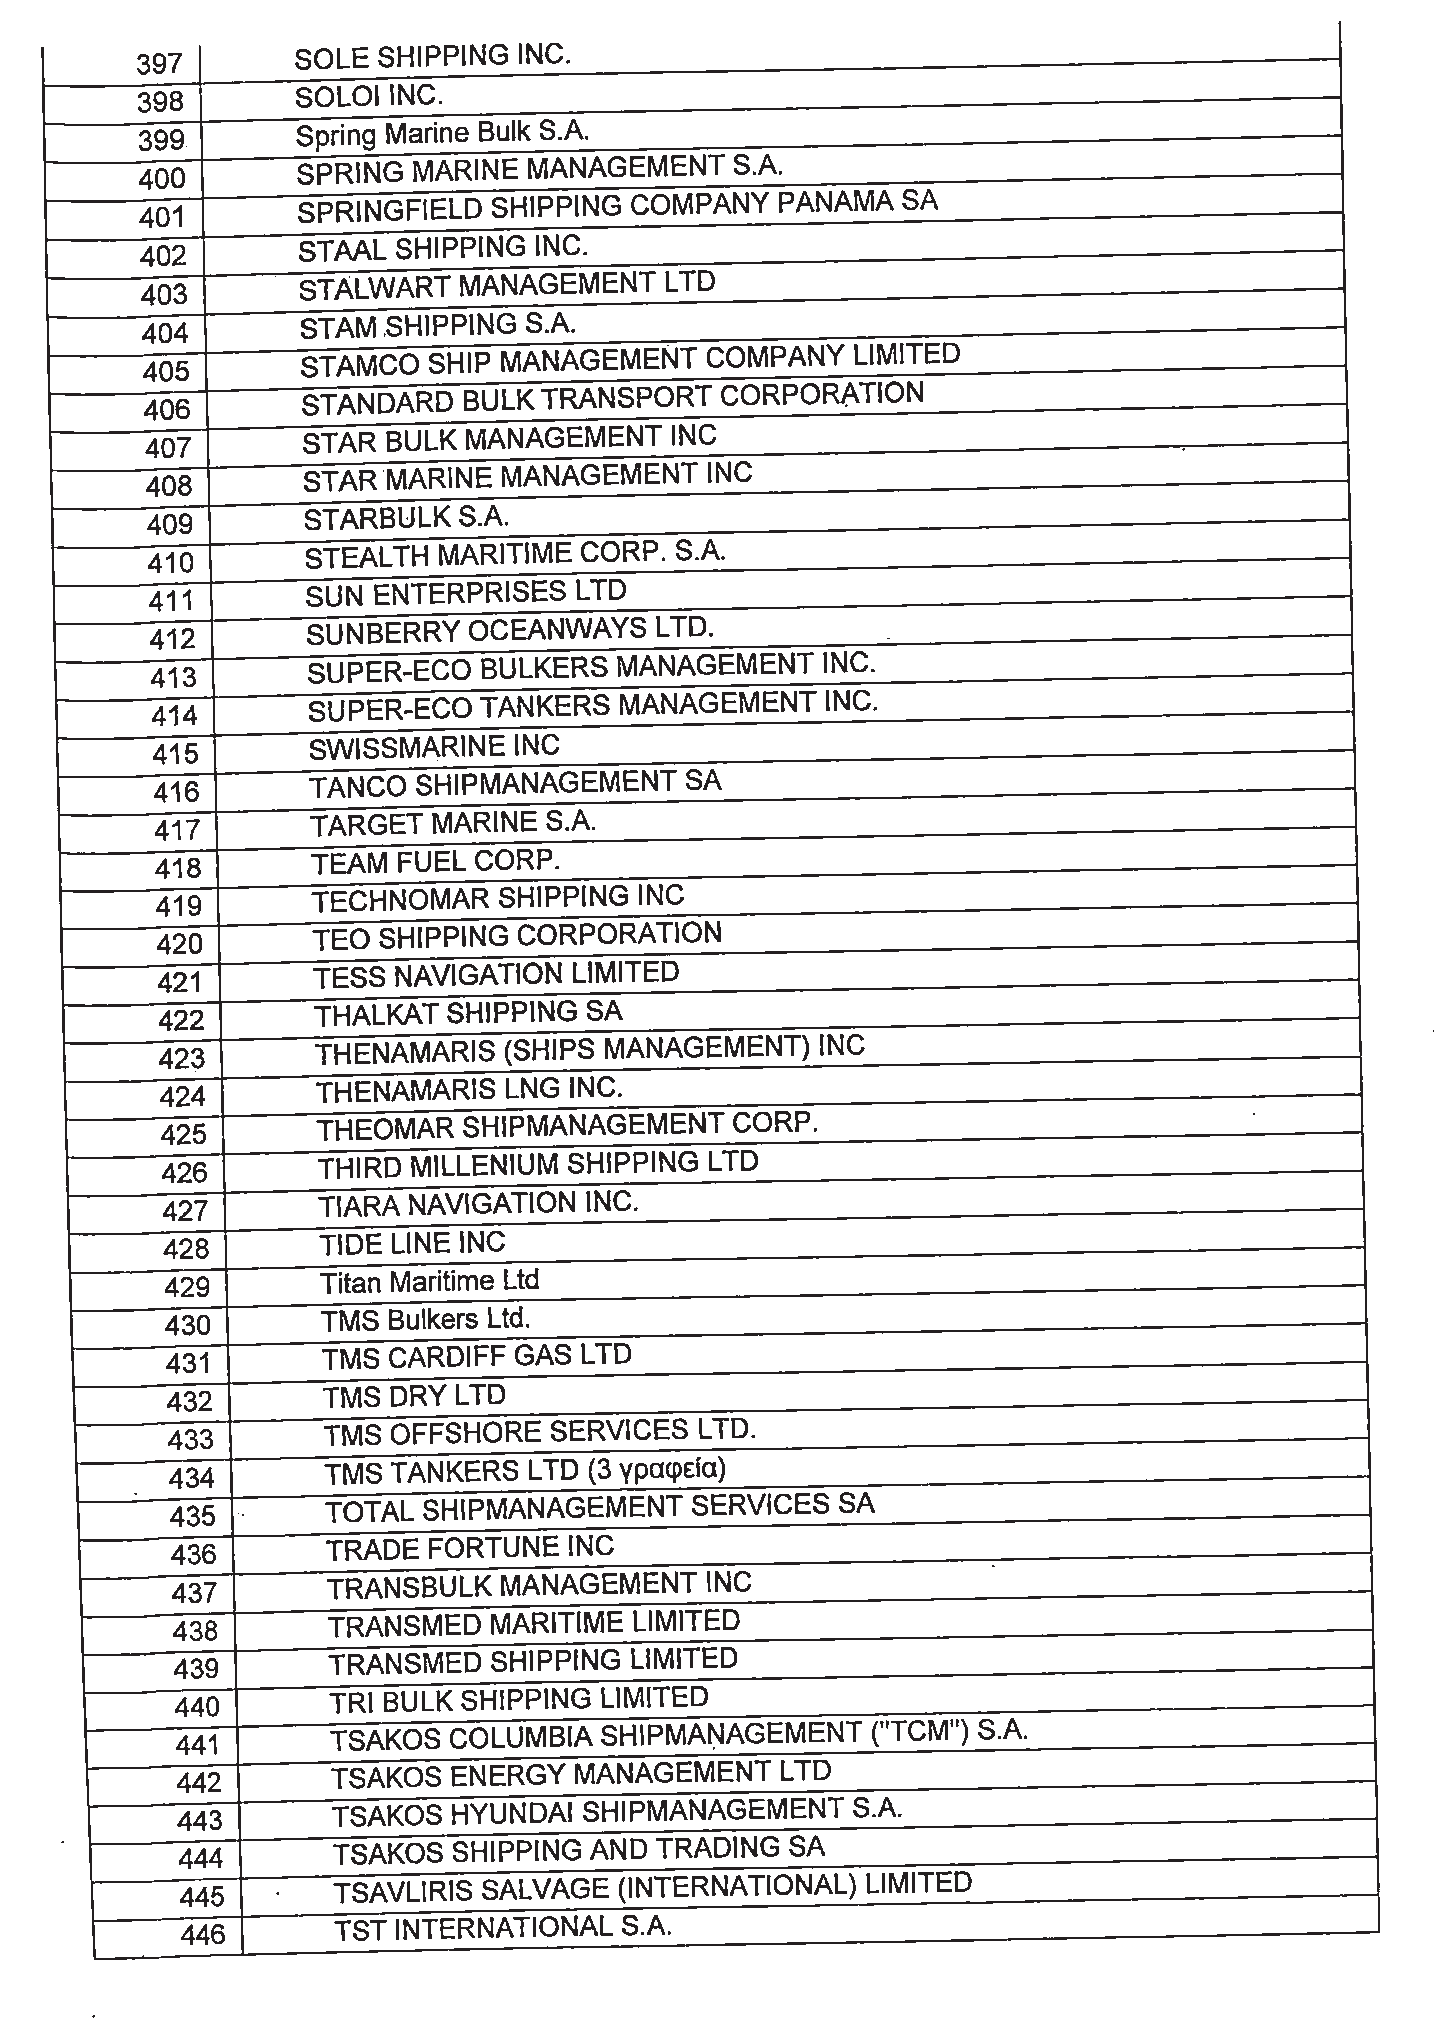 397 SOLE SHIPPING INC.
398 SOLOI INC.
399 Spring Marine Bulk S.A.
400 SPRING MARINE MANAGEMENT S.A.
401 SPRINGFIELD SHIPPING COMPANY PANAMA SA
402 STAAL SHIPPING INC.
403 STALWART MANAGEMENT LTD
404 STAM SHIPPING S.A.
405 STAMCO SHIP MANAGEMENT COMPANY LIMITED
406 STANDARD BULK TRANSPORT CORPORATION
407 STAR BULK MANAGEMENT INC
408 STAR MARINE MANAGEMENT INC
409 STARBULK S.A.
410 STEALTH MARITIME CORP. S.A.
411 SUN ENTERPRISES LTD
412 SUNBERRY OCEANWAYS LTD.
413 SUPER-ECO BULKERS MANAGEMENT INC.
414 SUPER-ECO TANKERS MANAGEMENT INC.
415 SWISSMARINE INC
416 TANCO SHIPMANAGEMENT SA
417 TARGET MARINE S.A.
418 TEAM FUEL CORP.
419 TECHNOMAR SHIPPING INC
420 TEO SHIPPING CORPORATION
421 TESS NAVIGATION LIMITED
422 THALKAT SHIPPING SA
423 THENAMARIS (SHIPS MANAGEMENT) INC
424 THENAMARIS LNG INC.
425 THEOMAR SHIPMANAGEMENT CORP.
426 THIRD MILLENIUM SHIPPING LTD
427 TIARA NAVIGATION INC.
428 TIDE LINE INC
429 Titan Maritime Ltd
430 TMS Bulkers Ltd.
431 TMS CARDIFF GAS LTD
432 TMS DRY LTD
433 TMS OFFSHORE SERVICES LTD.
434 TMS TANKERS LTD (3 γραφεία)
435 TOTAL SHIPMANAGEMENT SERVICES SA
436 TRADE FORTUNE INC
437 TRANSBULK MANAGEMENT INC
438 TRANSMED MARITIME LIMITED
439 TRANSMED SHIPPING LIMITED
440 TRI BULK SHIPPING LIMITED
441 TSAKOS COLUMBIA SHIPMANAGEMENT ("TCM") S.A.
442 TSAKOS ENERGY MANAGEMENT LTD
443 TSAKOS HYUNDAI SHIPMANAGEMENT S.A.
444 TSAKOS SHIPPING AND TRADING SA
445 TSAVLIRIS SALVAGE (INTERNATIONAL) LIMITED
446 TST INTERNATIONAL S.A.